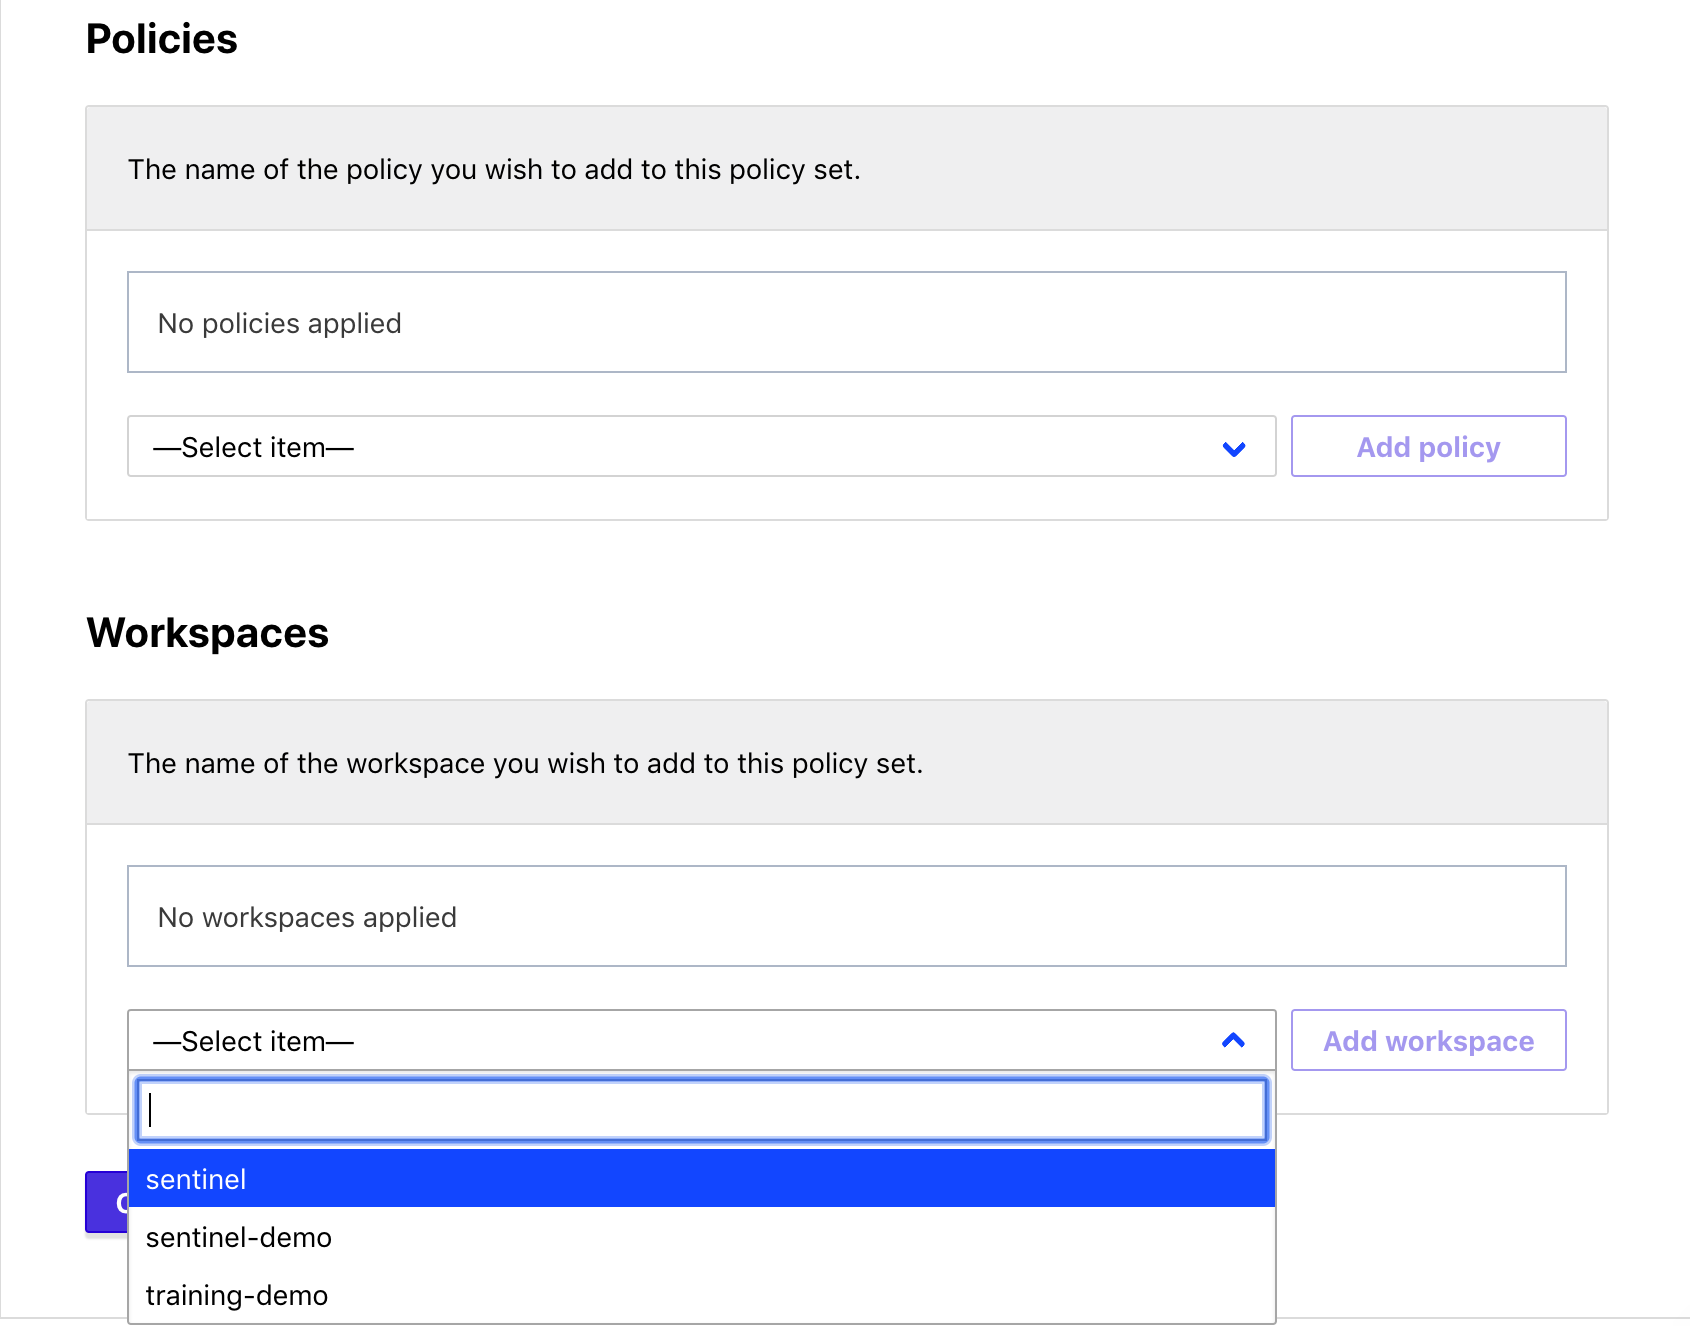 Policies
The name of the policy you wish to add to this policy set.
No policies applied
—Select item—
Add policy
Workspaces
The name of the workspace you wish to add to this policy set.
No workspaces applied
—Select item—
Add workspace
sentinel
sentinel-demo
training-demo